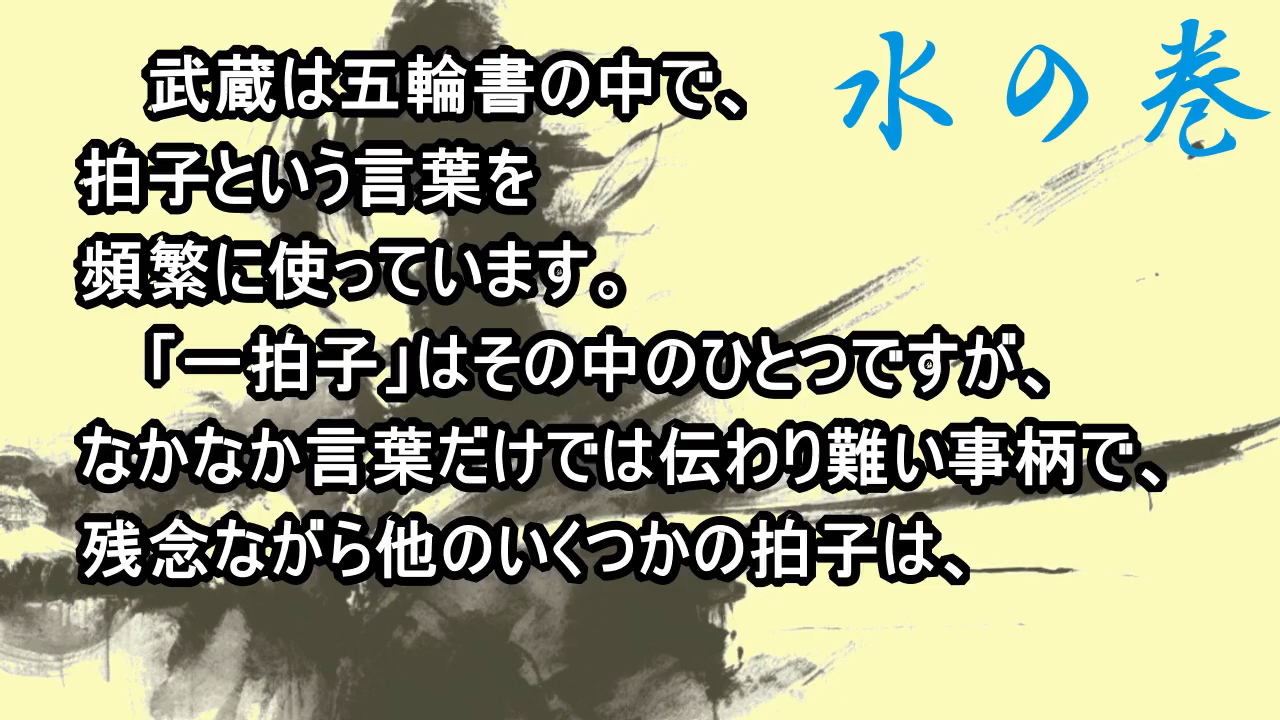 水の巻
武蔵は五輪書の中で、
拍子という言葉を
頻繁に使っています。
「一拍子」はその中のひとつですが、
なかなか言葉だけでは伝わり難い事柄で、
残念ながら他のいくつかの拍子は、